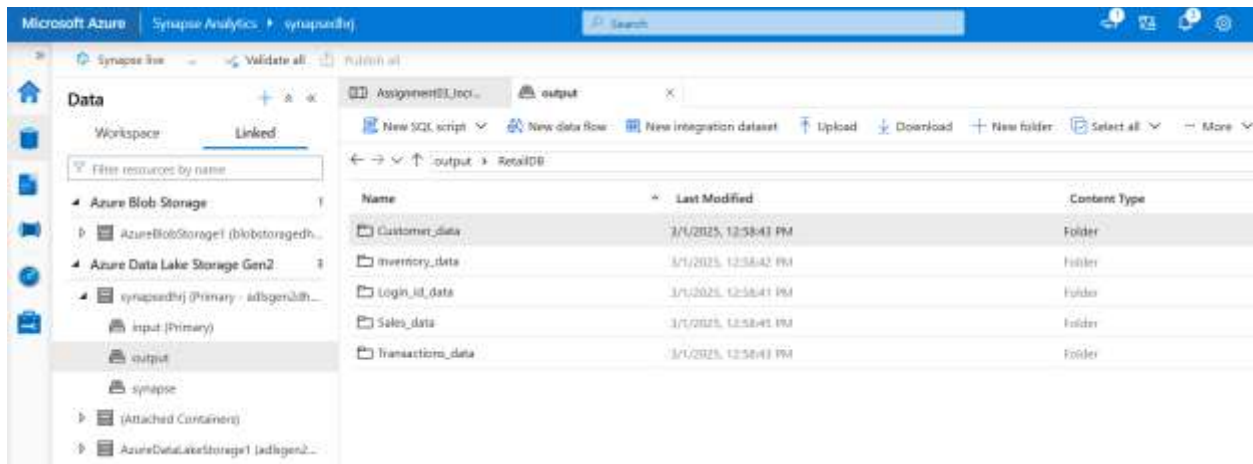 Microsoft Azure Synapse Analytics synapsedhrj Search
Synapse live Validate all Publish all
Data
Workspace Linked
Filter resources by name
Azure Blob Storage 1
AzureBlobStorage1 (blobstoragedh...
Azure Data Lake Storage Gen2 3
synapsedhrj (Primary - adlsgen2dh...
input (Primary)
output
synapse
(Attached Containers)
AzureDataLakeStorage1 (adlsgen2...
Assignment03_Incr... output
New SQL script New data flow New integration dataset Upload Download New folder Select all More
output RetailDB
Name Last Modified Content Type
Customer_data 3/1/2025, 12:58:43 PM Folder
Inventory_data 3/1/2025, 12:58:42 PM Folder
Login_id_data 3/1/2025, 12:58:41 PM Folder
Sales_data 3/1/2025, 12:58:45 PM Folder
Transactions_data 3/1/2025, 12:58:43 PM Folder